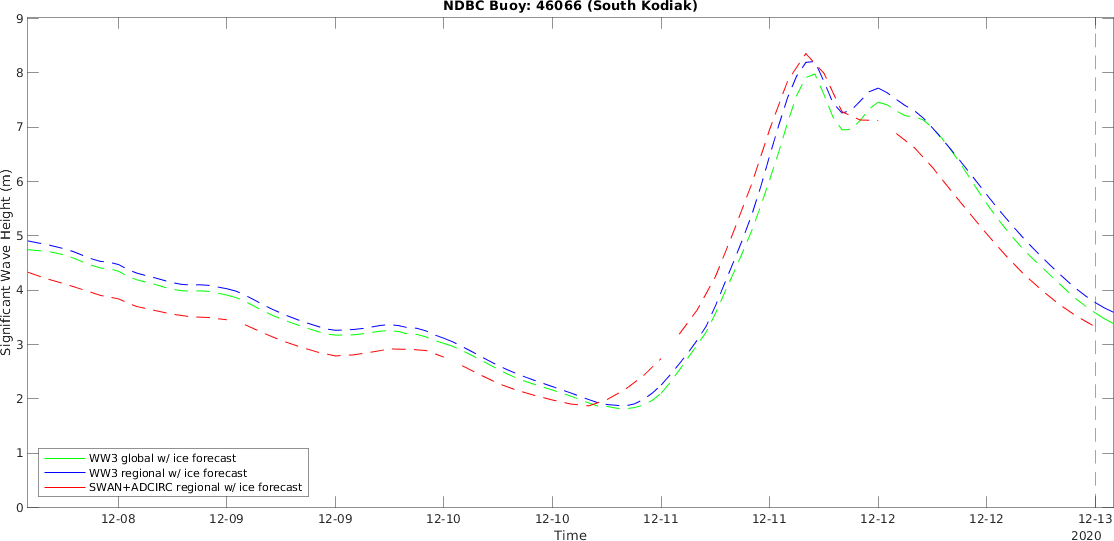 NDBC Buoy: 46066 (South Kodiak)
9
8
7
6
5
4
3
2
1
0
Significant Wave Height (m)
WW3 global w/ ice forecast
WW3 regional w/ ice forecast
SWAN+ADCIRC regional w/ ice forecast
12-08 12-09 12-09 12-10 12-10 12-11 12-11 12-12 12-12 12-13
Time
2020